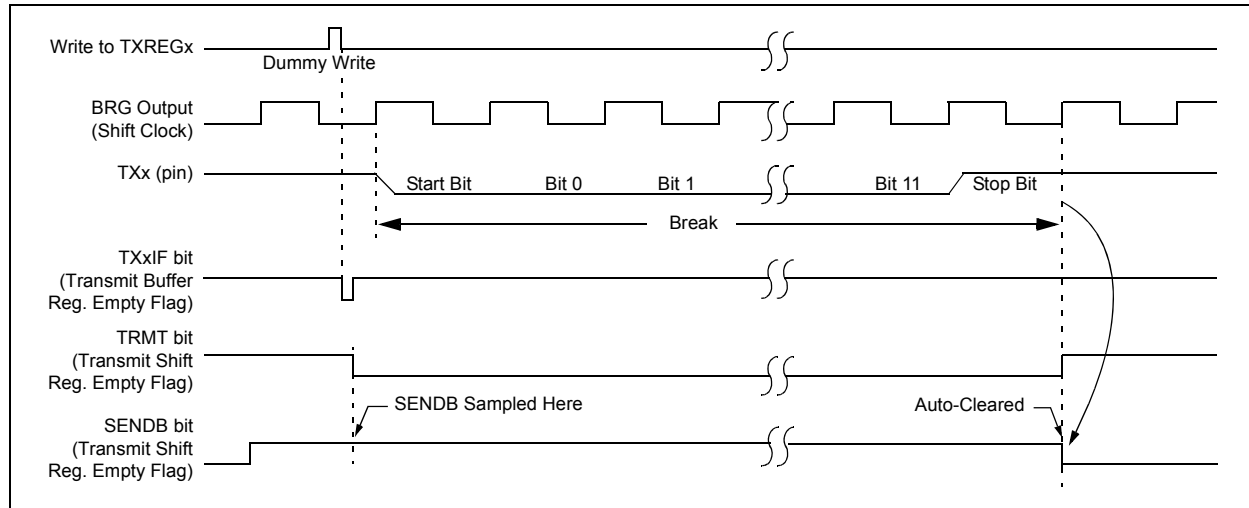 Write to TXREGx
Dummy Write
BRG Output
(Shift Clock)
TXx (pin)
Start Bit
Bit 0
Bit 1
Bit 11
Stop Bit
Break
TXxIF bit
(Transmit Buffer
Reg. Empty Flag)
TRMT bit
(Transmit Shift
Reg. Empty Flag)
SENDB Sampled Here
Auto-Cleared
SENDB bit
(Transmit Shift
Reg. Empty Flag)